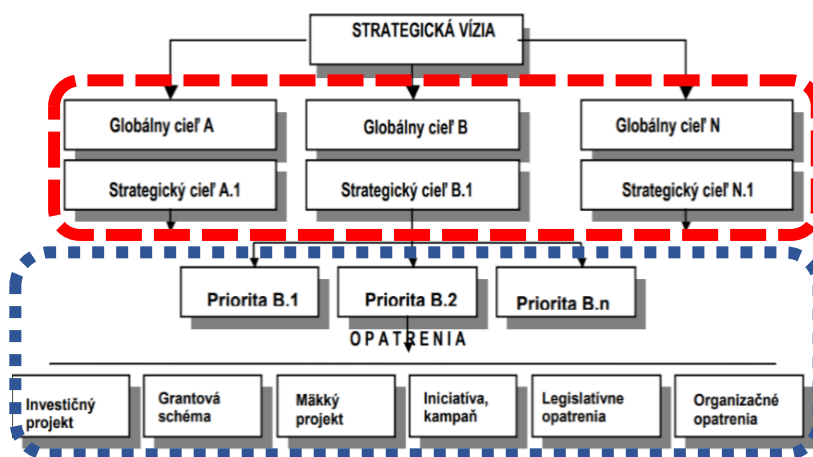 STRATEGICKÁ VÍZIA
Globálny cieľ A
Globálny cieľ B
Globálny cieľ N
Strategický cieľ A.1
Strategický cieľ B.1
Strategický cieľ N.1
Priorita B.1
Priorita B.2
Priorita B.n
OPATRENIA
Investičný
projekt
Grantová
schéma
Mäkký
projekt
Iniciatíva,
kampaň
Legislatívne
opatrenia
Organizačné
opatrenia